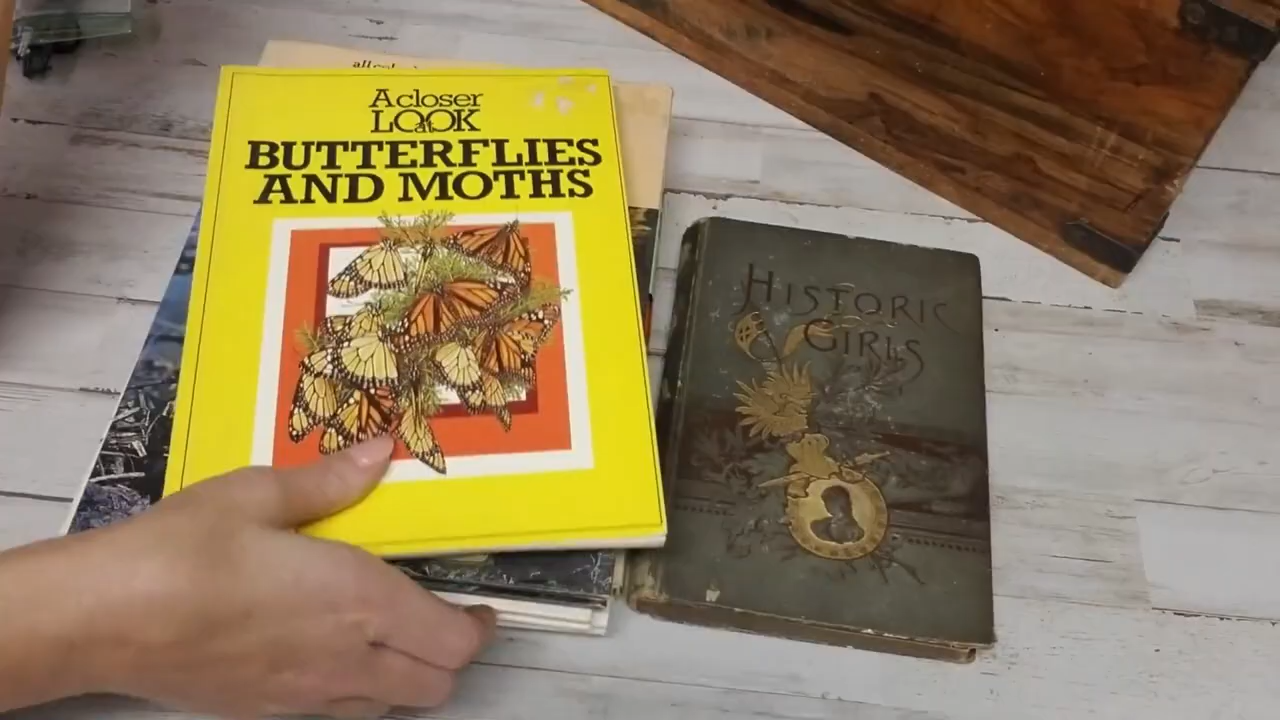 A closer
LOOK
at
BUTTERFLIES
AND MOTHS
HISTORIC
GIRLS